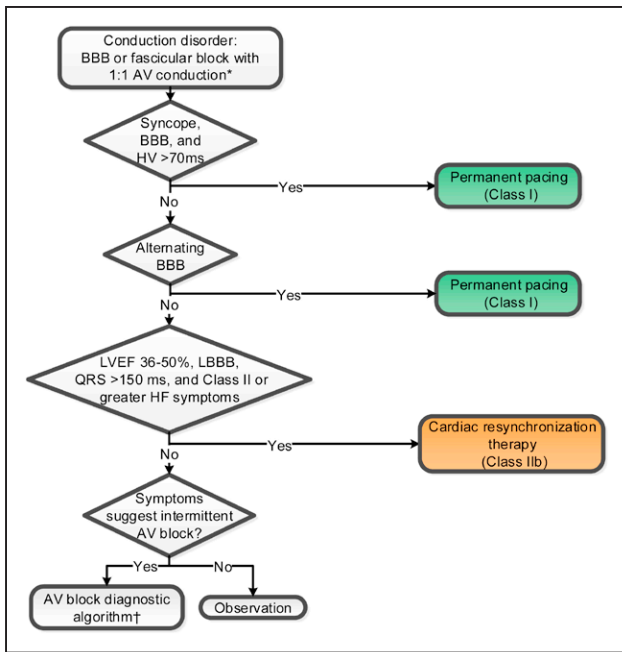 Conduction disorder:
BBB or fascicular block with
1:1 AV conduction*
Syncope,
BBB, and
HV >70ms
Yes
Permanent pacing
(Class I)
No
Alternating
BBB
Yes
Permanent pacing
(Class I)
No
LVEF 36-50%, LBBB,
QRS >150 ms, and Class II or
greater HF symptoms
Yes
Cardiac resynchronization
therapy
(Class IIb)
No
Symptoms
suggest intermittent
AV block?
Yes
No
AV block diagnostic
algorithm†
Observation